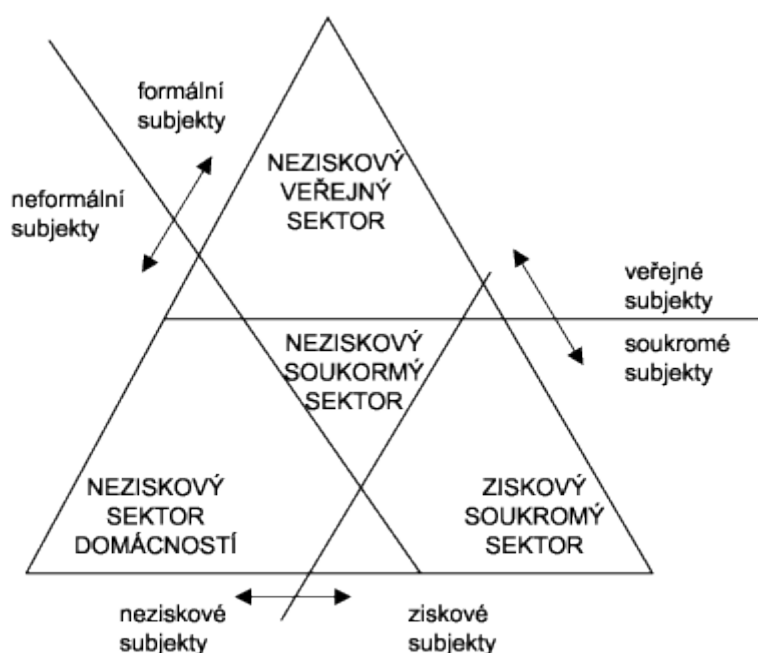 formální
subjekty
neformální
subjekty
NEZISKOVÝ
VEŘEJNÝ
SEKTOR
veřejné
subjekty
soukromé
subjekty
NEZISKOVÝ
SOUKORMÝ
SEKTOR
NEZISKOVÝ
SEKTOR
DOMÁCNOSTÍ
ZISKOVÝ
SOUKROMÝ
SEKTOR
neziskové
subjekty
ziskové
subjekty